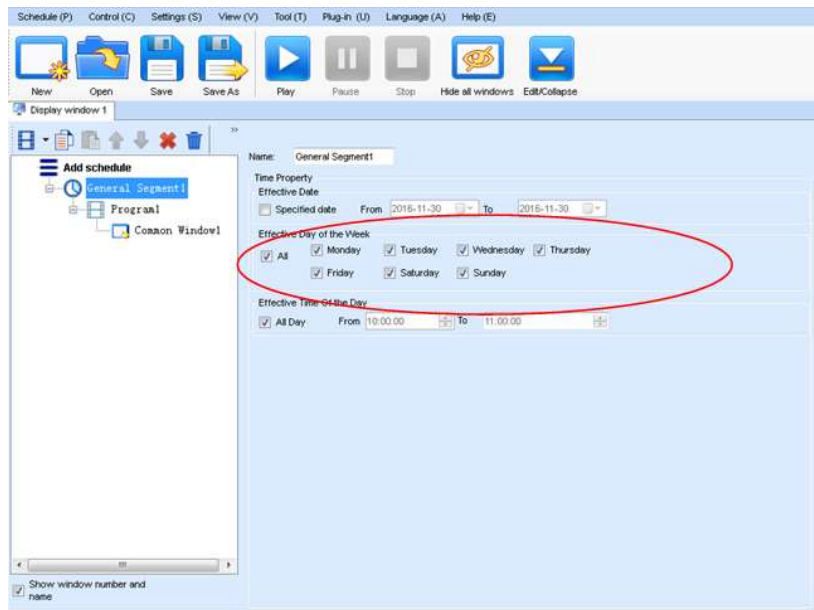 Schedule (P) Control (C) Settings (S) View (V) Tool (T) Plug-in (U) Language (A) Help (E)
New Open Save Save As Play Pause Stop Hide all windows Edit/Collapse
Display window 1
»
Name: General Segment1
Add schedule
Time Property
General Segment1
Effective Date
Program1
Specified date From 2016-11-30 To 2016-11-30
Common Window1
Effective Day of the Week
All Monday Tuesday Wednesday Thursday
Friday Saturday Sunday
Effective Time Of the Day
All Day From 10:00:00 To 11:00:00
Show window number and
name